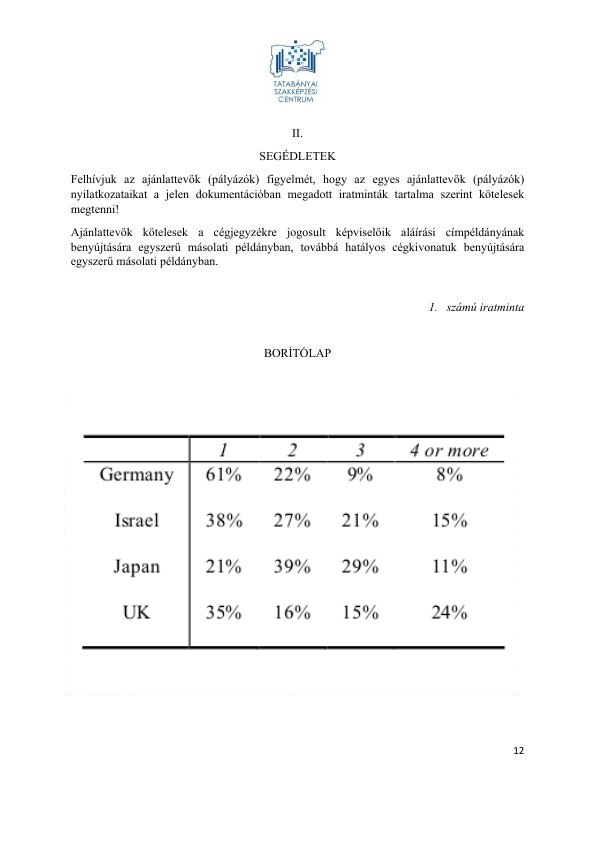 TATABÁNYAI
SZAKKÉPZÉSI
CENTRUM
II.
SEGÉDLETEK
Felhívjuk az ajánlattevők (pályázók) figyelmét, hogy az egyes ajánlattevők (pályázók)
nyilatkozataikat a jelen dokumentációban megadott iratminták tartalma szerint kötelesek
megtenni!
Ajánlattevők kötelesek a cégjegyzékre jogosult képviselőik aláírási címpéldányának
benyújtására egyszerű másolati példányban, továbbá hatályos cégkivonatuk benyújtására
egyszerű másolati példányban.
1. számú iratminta
BORÍTÓLAP
1 2 3 4 or more
Germany 61% 22% 9% 8%
Israel 38% 27% 21% 15%
Japan 21% 39% 29% 11%
UK 35% 16% 15% 24%
12